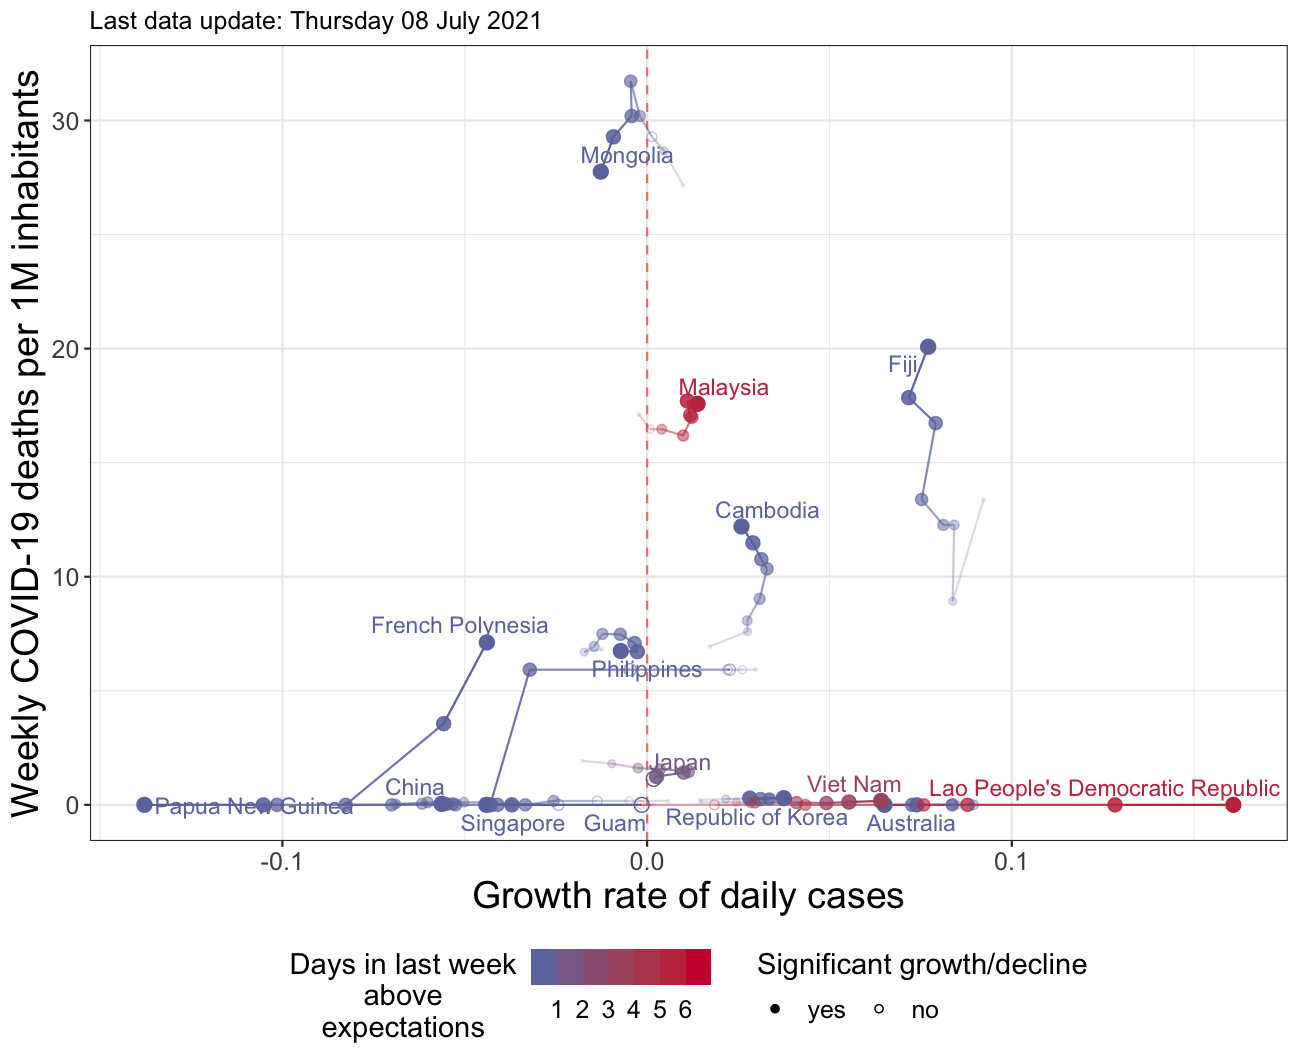 Last data update: Thursday 08 July 2021
Weekly COVID-19 deaths per 1M inhabitants
30
20
10
0
Mongolia
Fiji
Malaysia
Cambodia
French Polynesia
Philippines
Japan
China
Viet Nam
Lao People's Democratic Republic
Papua New Guinea
Singapore
Guam
Republic of Korea
Australia
-0.1
0.0
0.1
Growth rate of daily cases
Days in last week
above
expectations
1 2 3 4 5 6
Significant growth/decline
yes
no